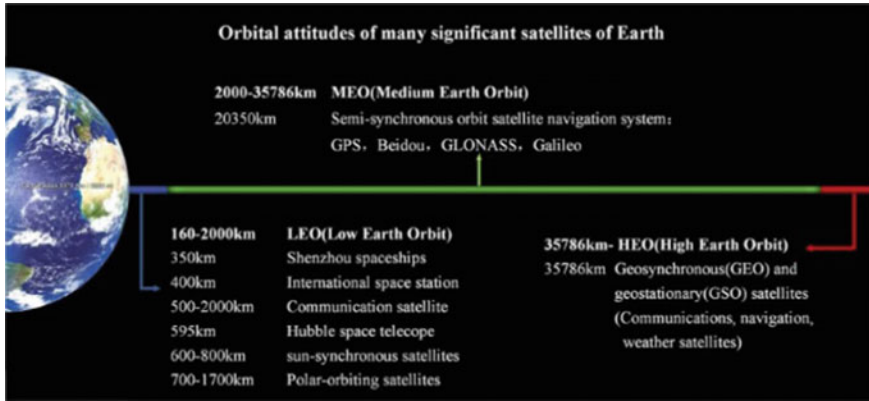 Orbital attitudes of many significant satellites of Earth
2000-35786km MEO(Medium Earth Orbit)
20350km Semi-synchronous orbit satellite navigation system:
GPS, Beidou, GLONASS, Galileo
160-2000km LEO(Low Earth Orbit)
350km Shenzhou spaceships
400km International space station
500-2000km Communication satellite
595km Hubble space telecope
600-800km sun-synchronous satellites
700-1700km Polar-orbiting satellites
35786km- HEO(High Earth Orbit)
35786km Geosynchronous(GEO) and
geostationary(GSO) satellites
(Communications, navigation,
weather satellites)